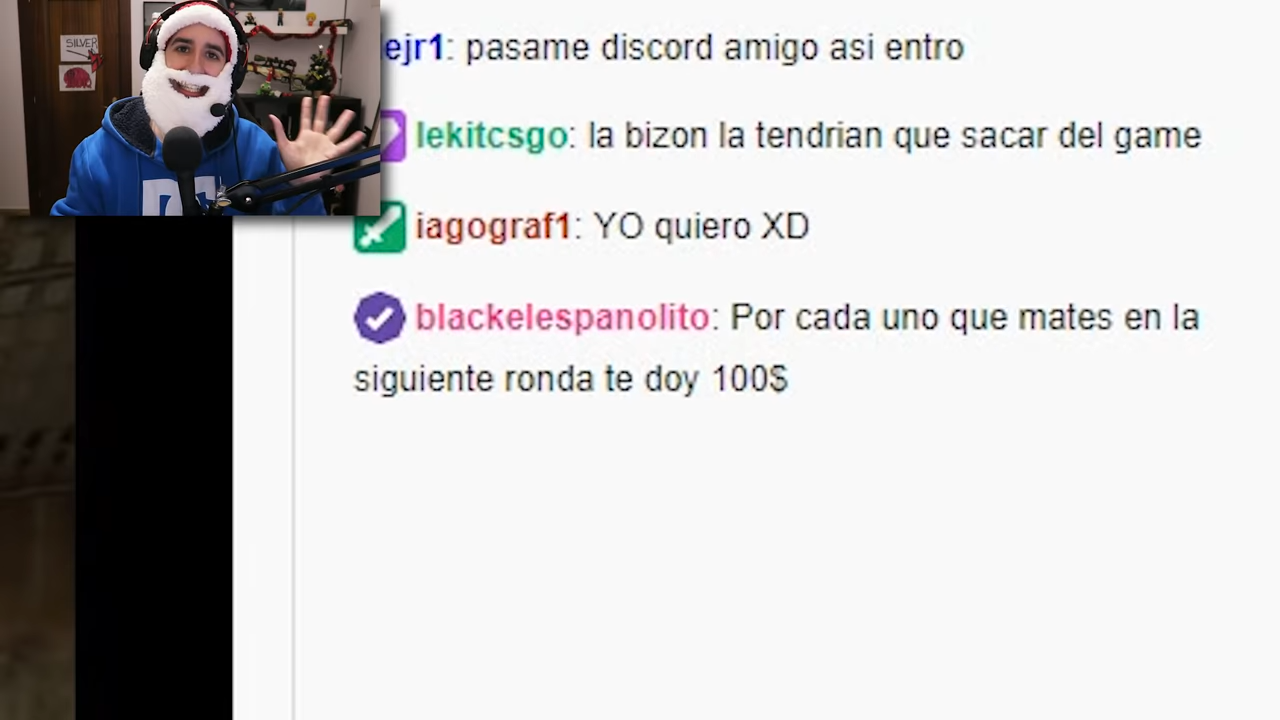 SILVER
ejr1: pasame discord amigo asi entro
lekitcsgo: la bizon la tendrian que sacar del game
iagograf1: YO quiero XD
blackelespanolito: Por cada uno que mates en la
siguiente ronda te doy 100$